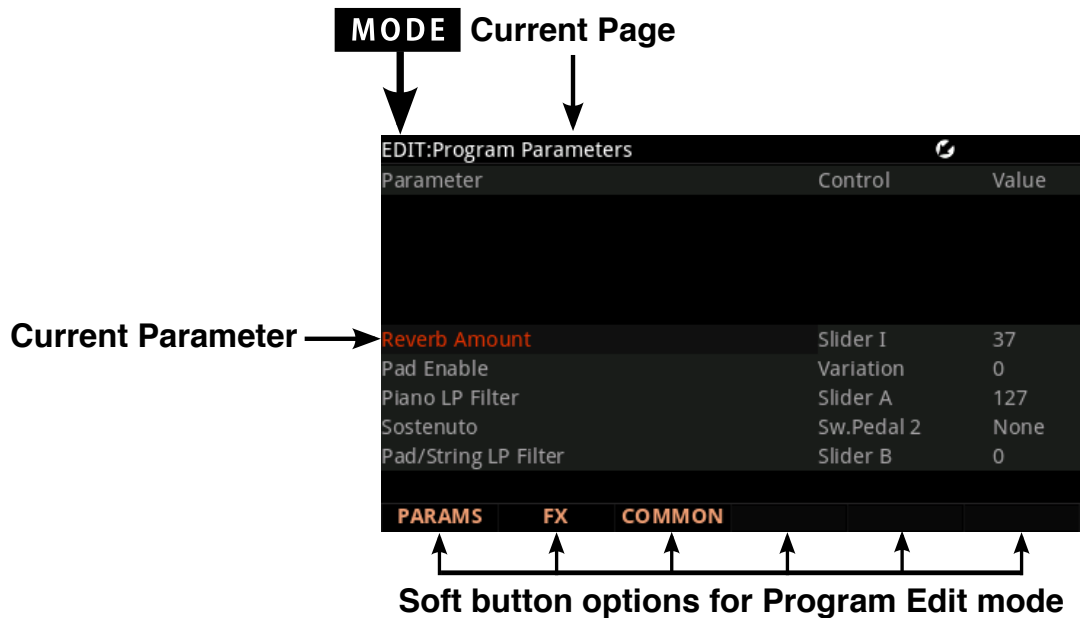 MODE Current Page
EDIT:Program Parameters
Parameter Control Value
Current Parameter
Reverb Amount Slider I 37
Pad Enable Variation 0
Piano LP Filter Slider A 127
Sostenuto Sw.Pedal 2 None
Pad/String LP Filter Slider B 0
PARAMS FX COMMON
Soft button options for Program Edit mode